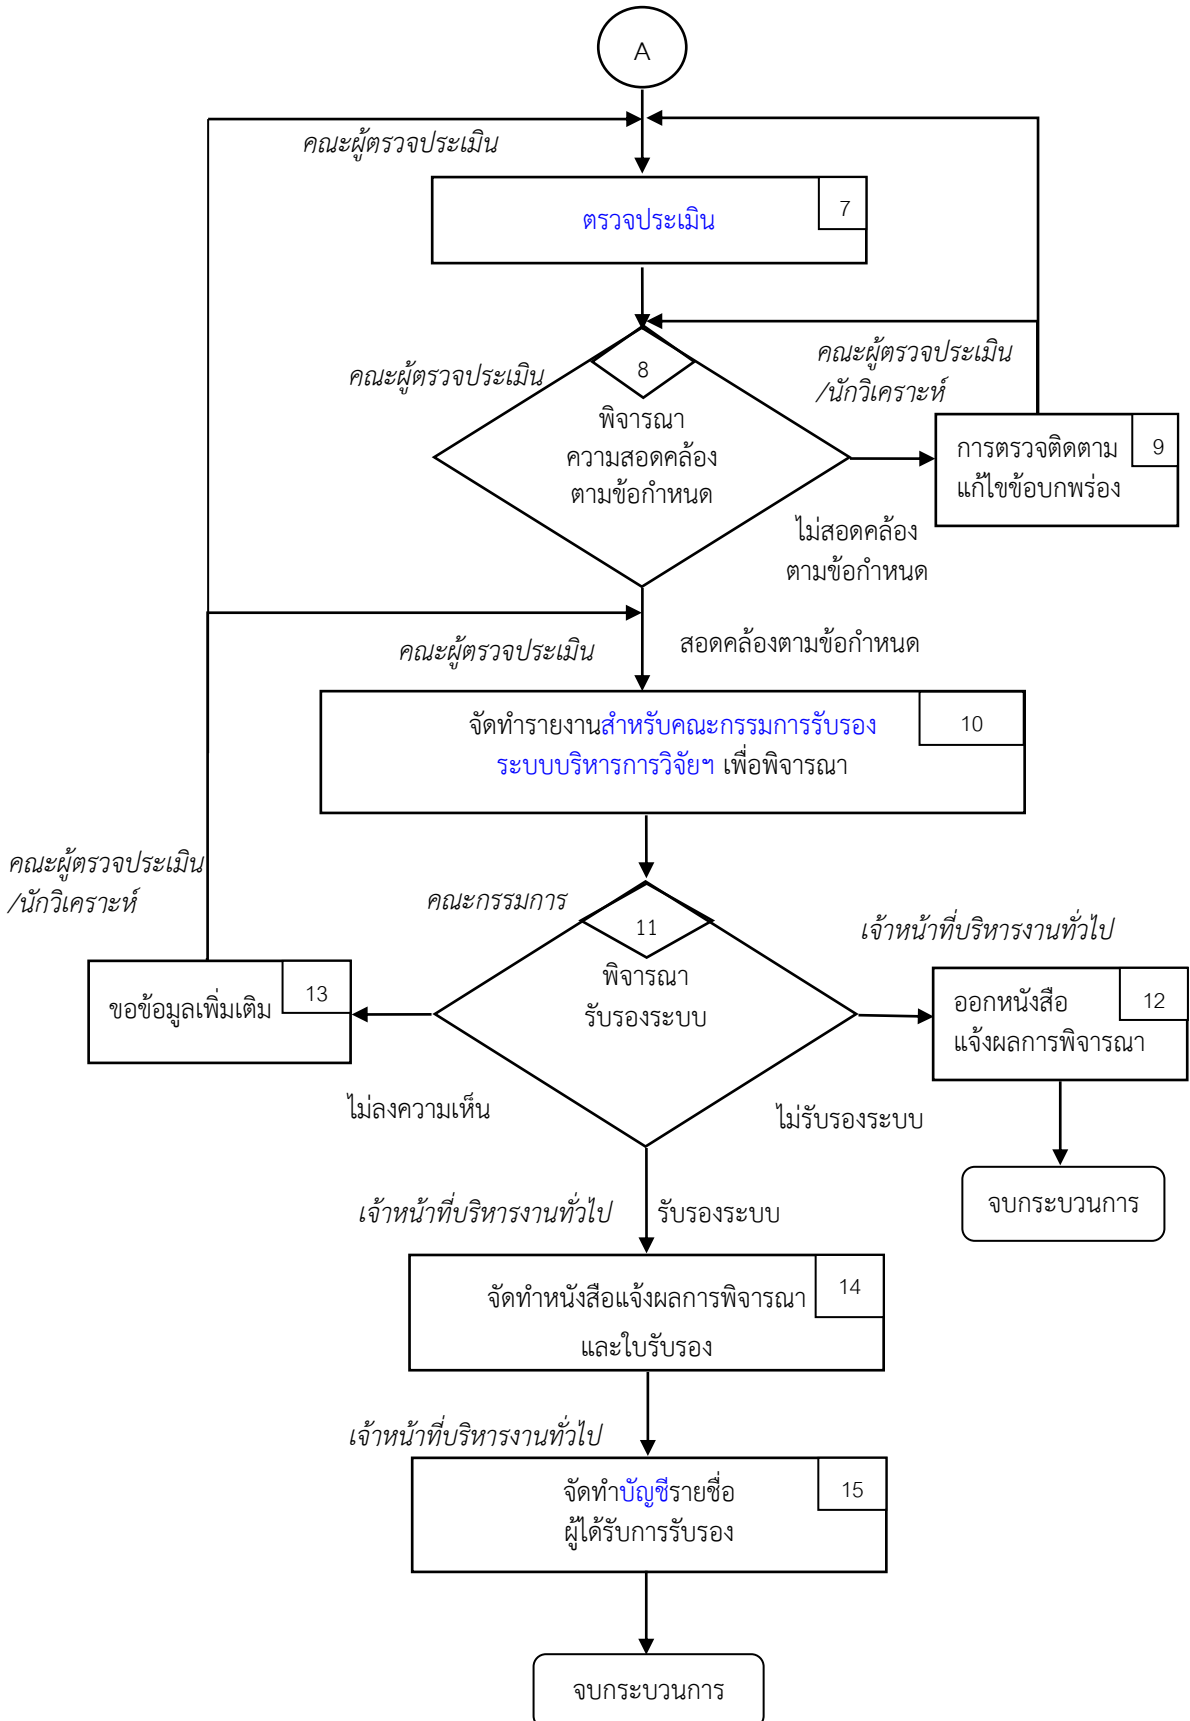 A
คณะผู้ตรวจประเมิน
7
ตรวจประเมิน
คณะผู้ตรวจประเมิน
8
พิจารณา
ความสอดคล้อง
ตามข้อกำหนด
คณะผู้ตรวจประเมิน
/นักวิเคราะห์
9
การตรวจติดตาม
แก้ไขข้อบกพร่อง
ไม่สอดคล้อง
ตามข้อกำหนด
คณะผู้ตรวจประเมิน
สอดคล้องตามข้อกำหนด
10
จัดทำรายงานสำหรับคณะกรรมการรับรอง
ระบบบริหารการวิจัยฯ เพื่อพิจารณา
คณะผู้ตรวจประเมิน
/นักวิเคราะห์
คณะกรรมการ
11
พิจารณา
รับรองระบบ
เจ้าหน้าที่บริหารงานทั่วไป
13
ขอข้อมูลเพิ่มเติม
12
ออกหนังสือ
แจ้งผลการพิจารณา
ไม่ลงความเห็น
ไม่รับรองระบบ
จบกระบวนการ
เจ้าหน้าที่บริหารงานทั่วไป
รับรองระบบ
14
จัดทำหนังสือแจ้งผลการพิจารณา
และใบรับรอง
เจ้าหน้าที่บริหารงานทั่วไป
15
จัดทำบัญชีรายชื่อ
ผู้ได้รับการรับรอง
จบกระบวนการ